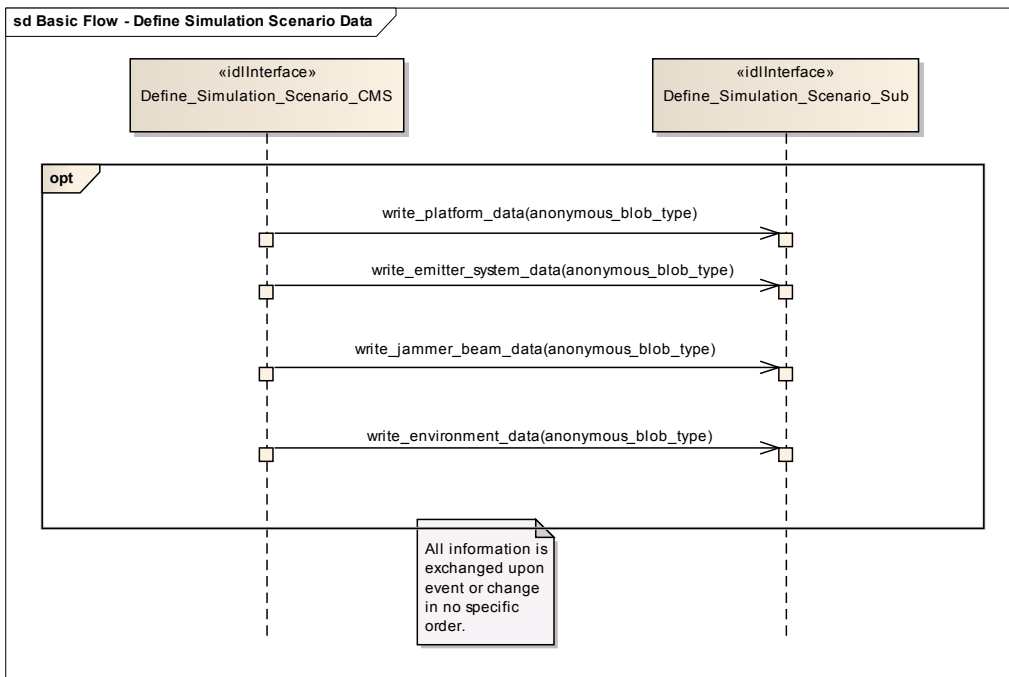 sd Basic Flow - Define Simulation Scenario Data
«idlInterface»
Define_Simulation_Scenario_CMS
«idlInterface»
Define_Simulation_Scenario_Sub
opt
write_platform_data(anonymous_blob_type)
write_emitter_system_data(anonymous_blob_type)
write_jammer_beam_data(anonymous_blob_type)
write_environment_data(anonymous_blob_type)
All information is
exchanged upon
event or change
in no specific
order.